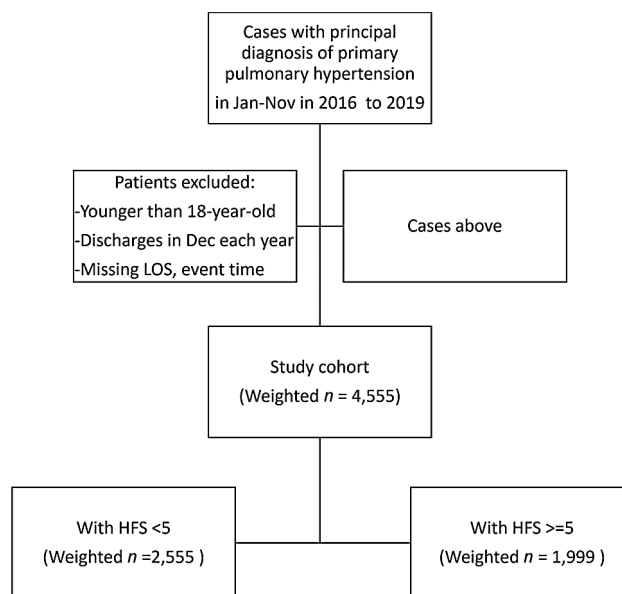 Cases with principal
diagnosis of primary
pulmonary hypertension
in Jan-Nov in 2016 to 2019
Patients excluded:
-Younger than 18-year-old
-Discharges in Dec each year
-Missing LOS, event time
Cases above
Study cohort
(Weighted n = 4,555)
With HFS <5
(Weighted n =2,555 )
With HFS >=5
(Weighted n = 1,999 )